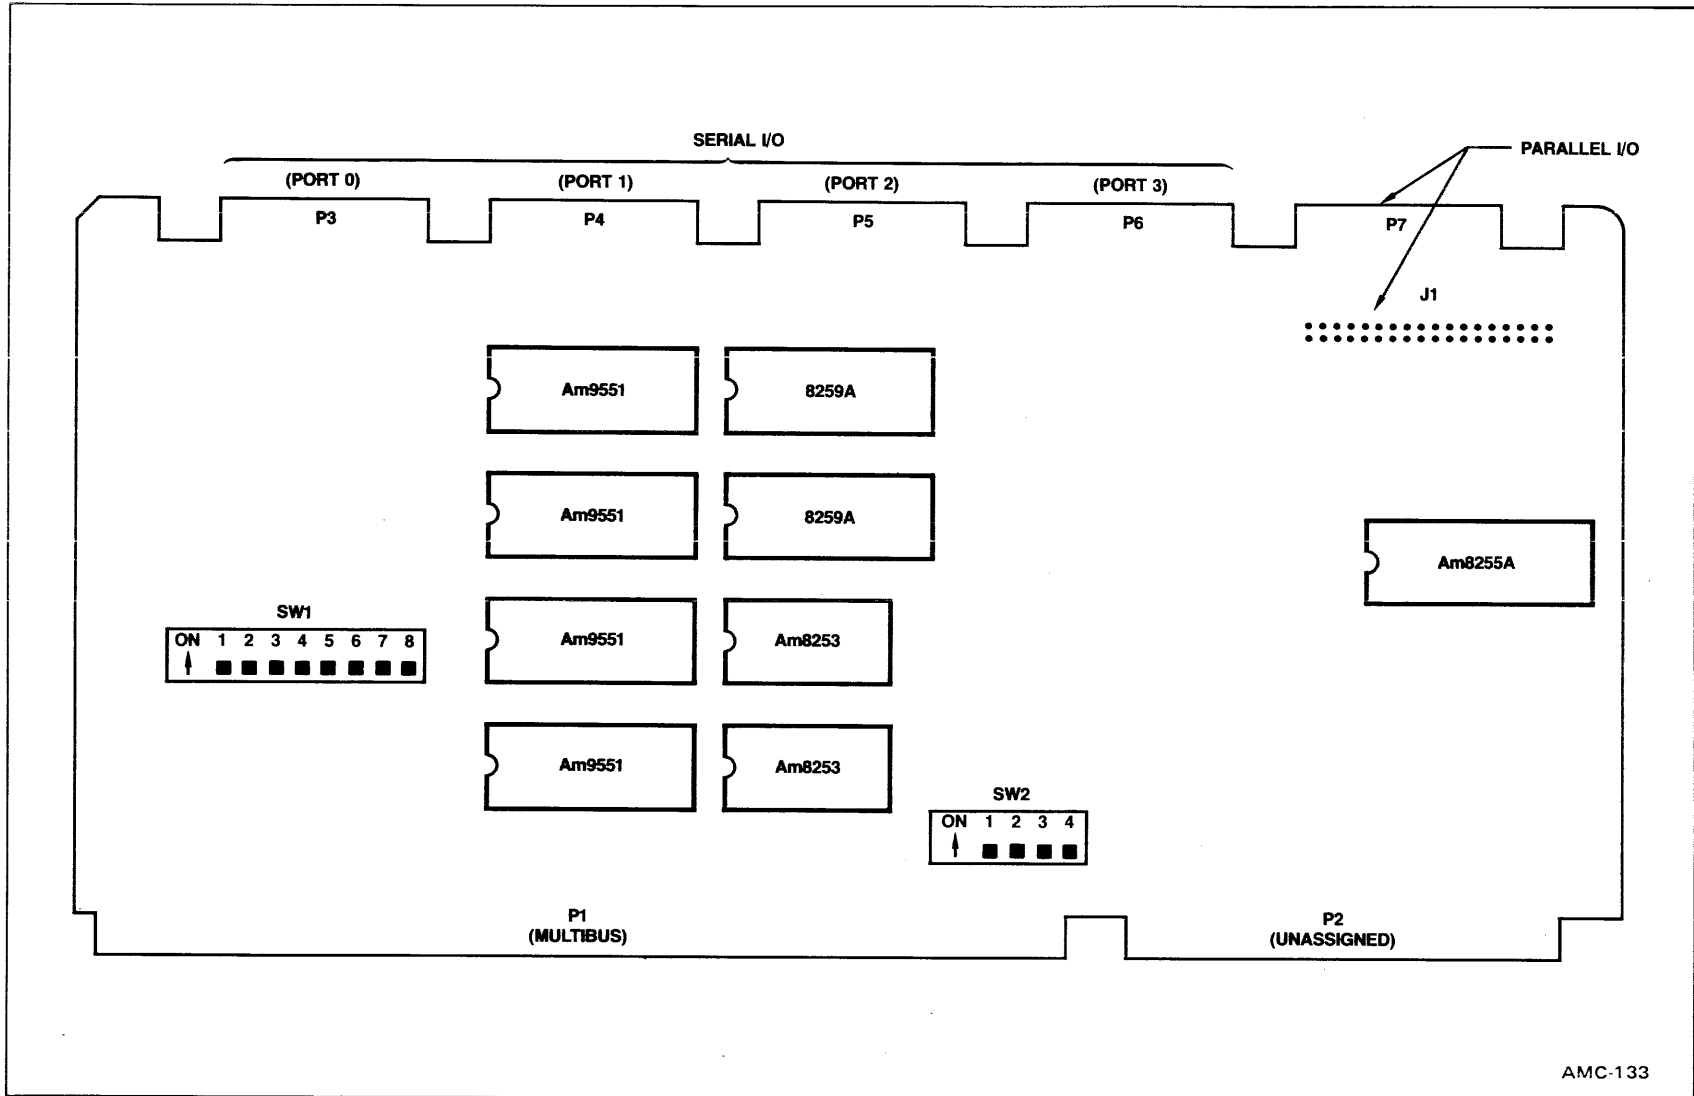 SERIAL I/O
PARALLEL I/O
(PORT 0)
(PORT 1)
(PORT 2)
(PORT 3)
P3
P4
P5
P6
P7
J1
Am9551
8259A
Am9551
8259A
Am8255A
SW1
ON 1 2 3 4 5 6 7 8
Am9551
Am8253
Am9551
Am8253
SW2
ON 1 2 3 4
P1
(MULTIBUS)
P2
(UNASSIGNED)
AMC-133